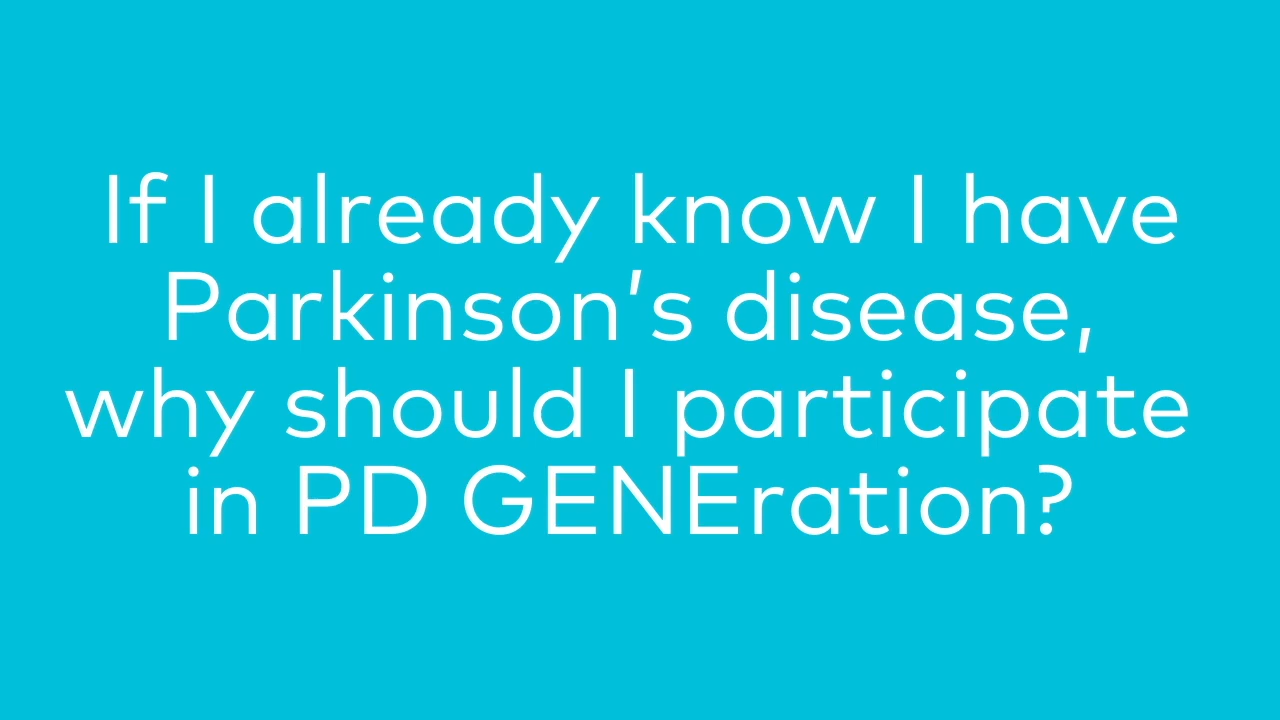 If I already know I have
Parkinson’s disease,
why should I participate
in PD GENEration?